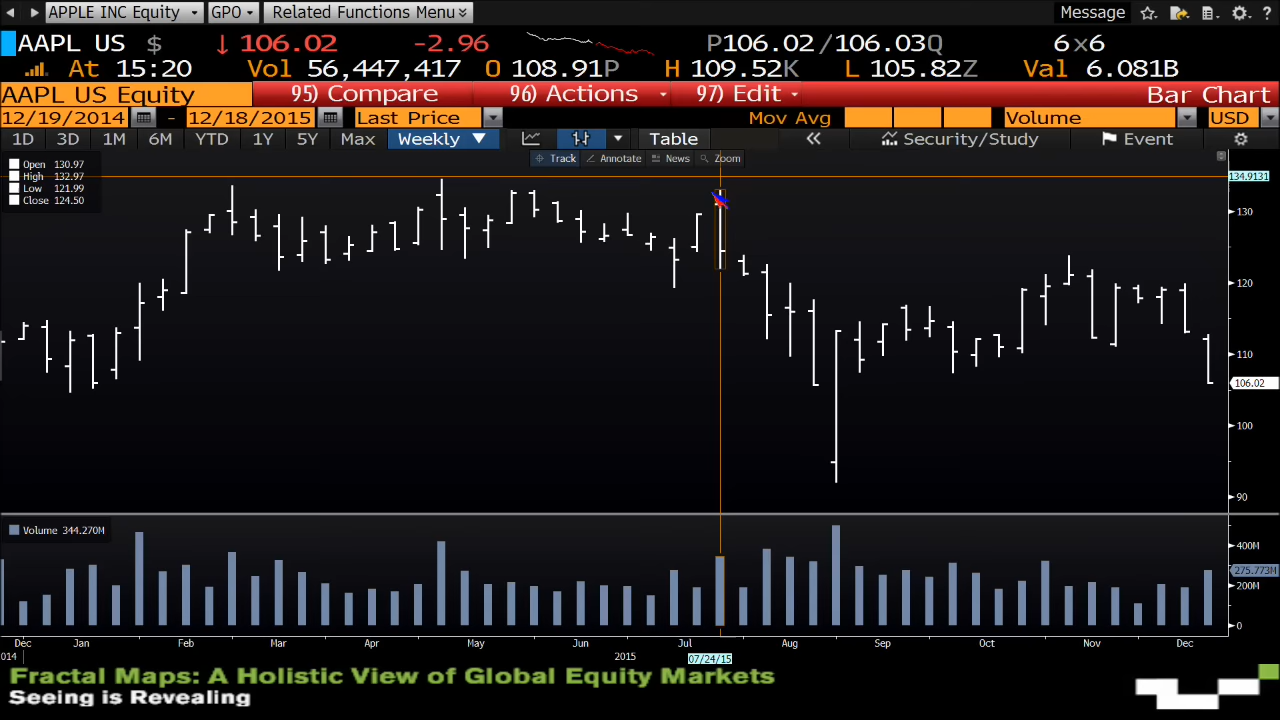 APPLE INC Equity GPO Related Functions Menu Message ?
AAPL US $ ↓ 106.02 -2.96 P106.02/106.03Q 6x6
At 15:20 Vol 56,447,417 O 108.91P H 109.52K L 105.82Z Val 6.081B
AAPL US Equity 95) Compare 96) Actions 97) Edit Bar Chart
12/19/2014 - 12/18/2015 Last Price Mov Avg Volume USD
1D 3D 1M 6M YTD 1Y 5Y Max Weekly ▼ Table « Security/Study Event
Track Annotate News Zoom
Open 130.97
High 132.97
Low 121.99
Close 124.50
134.9131
130
120
110
106.02
100
90
Volume 344.270M
400M
275.773M
200M
0
Dec Jan Feb Mar Apr May Jun Jul Aug Sep Oct Nov Dec
014 2015 07/24/15
Fractal Maps: A Holistic View of Global Equity Markets
Seeing is Revealing